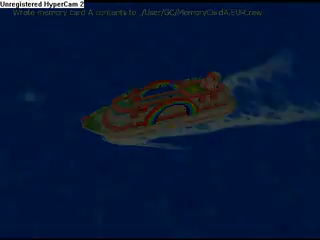 Unregistered HyperCam 2
Wrote memory card A contents to ./User/GC/MemoryCardA.EUR.raw